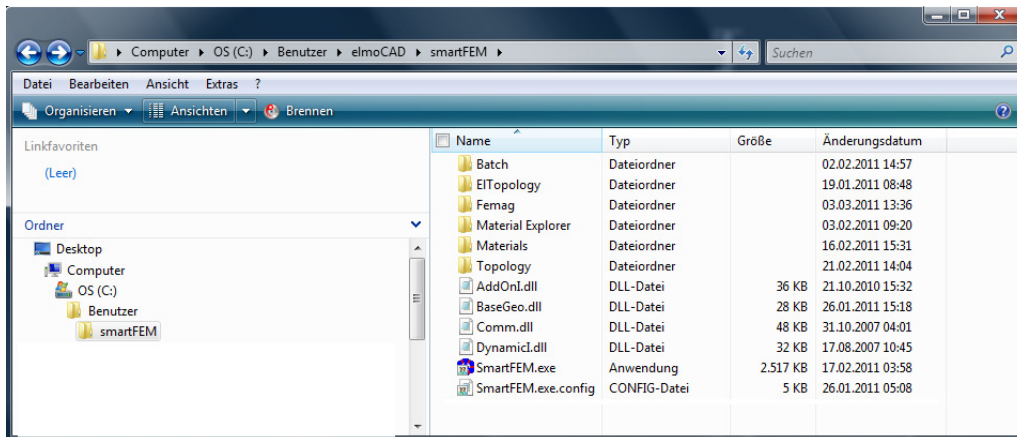 Computer OS (C:) Benutzer elmoCAD smartFEM Suchen
Datei Bearbeiten Ansicht Extras ?
Organisieren Ansichten Brennen ?
Linkfavoriten
(Leer)
Ordner
Desktop
Computer
OS (C:)
Benutzer
smartFEM
Name Typ Größe Änderungsdatum
Batch Dateiordner 02.02.2011 14:57
ElTopology Dateiordner 19.01.2011 08:48
Femag Dateiordner 03.03.2011 13:36
Material Explorer Dateiordner 03.02.2011 09:20
Materials Dateiordner 16.02.2011 15:31
Topology Dateiordner 21.02.2011 14:04
AddOnI.dll DLL-Datei 36 KB 21.10.2010 15:32
BaseGeo.dll DLL-Datei 28 KB 26.01.2011 15:18
Comm.dll DLL-Datei 48 KB 31.10.2007 04:01
DynamicI.dll DLL-Datei 32 KB 17.08.2007 10:45
SmartFEM.exe Anwendung 2.517 KB 17.02.2011 03:58
SmartFEM.exe.config CONFIG-Datei 5 KB 26.01.2011 05:08